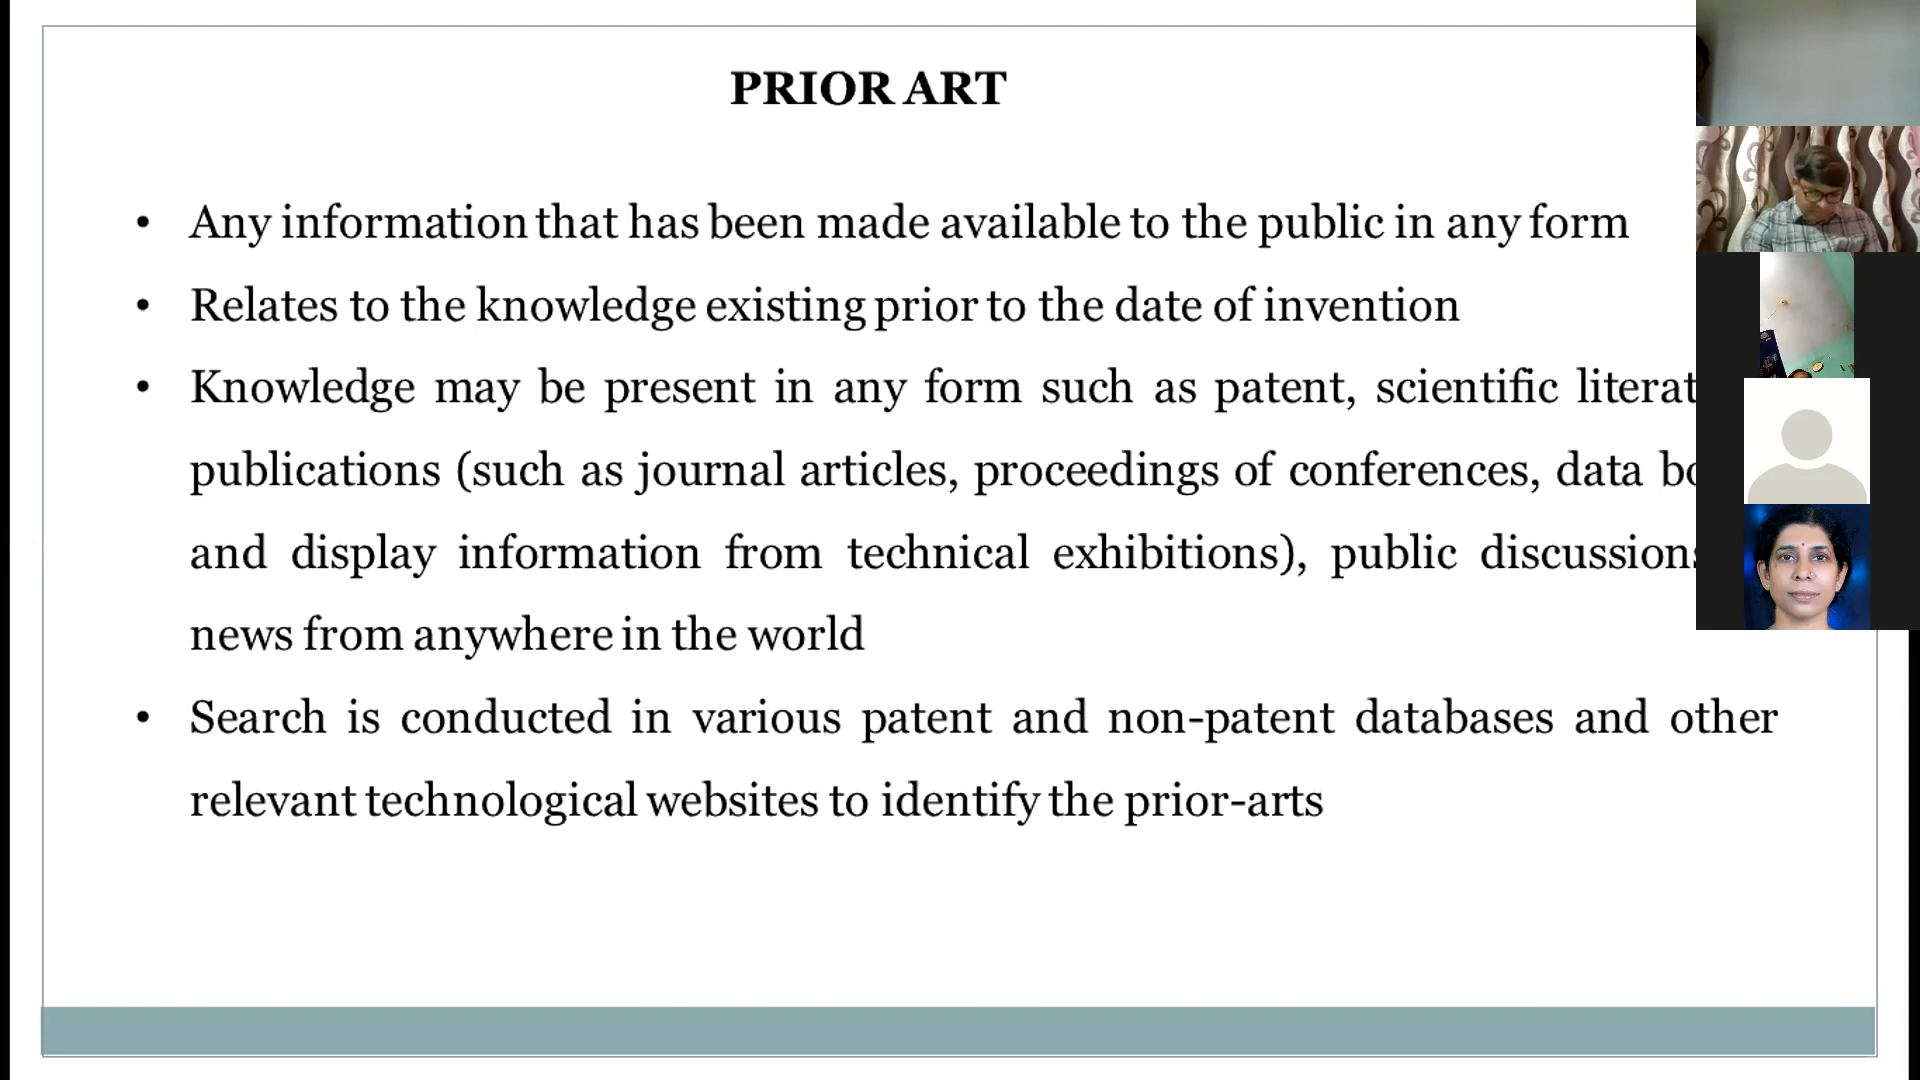 PRIOR ART
• Any information that has been made available to the public in any form
• Relates to the knowledge existing prior to the date of invention
• Knowledge may be present in any form such as patent, scientific
publications (such as journal articles, proceedings of conferences, data
and display information from technical exhibitions), public
news from anywhere in the world
• Search is conducted in various patent and non-patent databases and other
relevant technological websites to identify the prior-arts